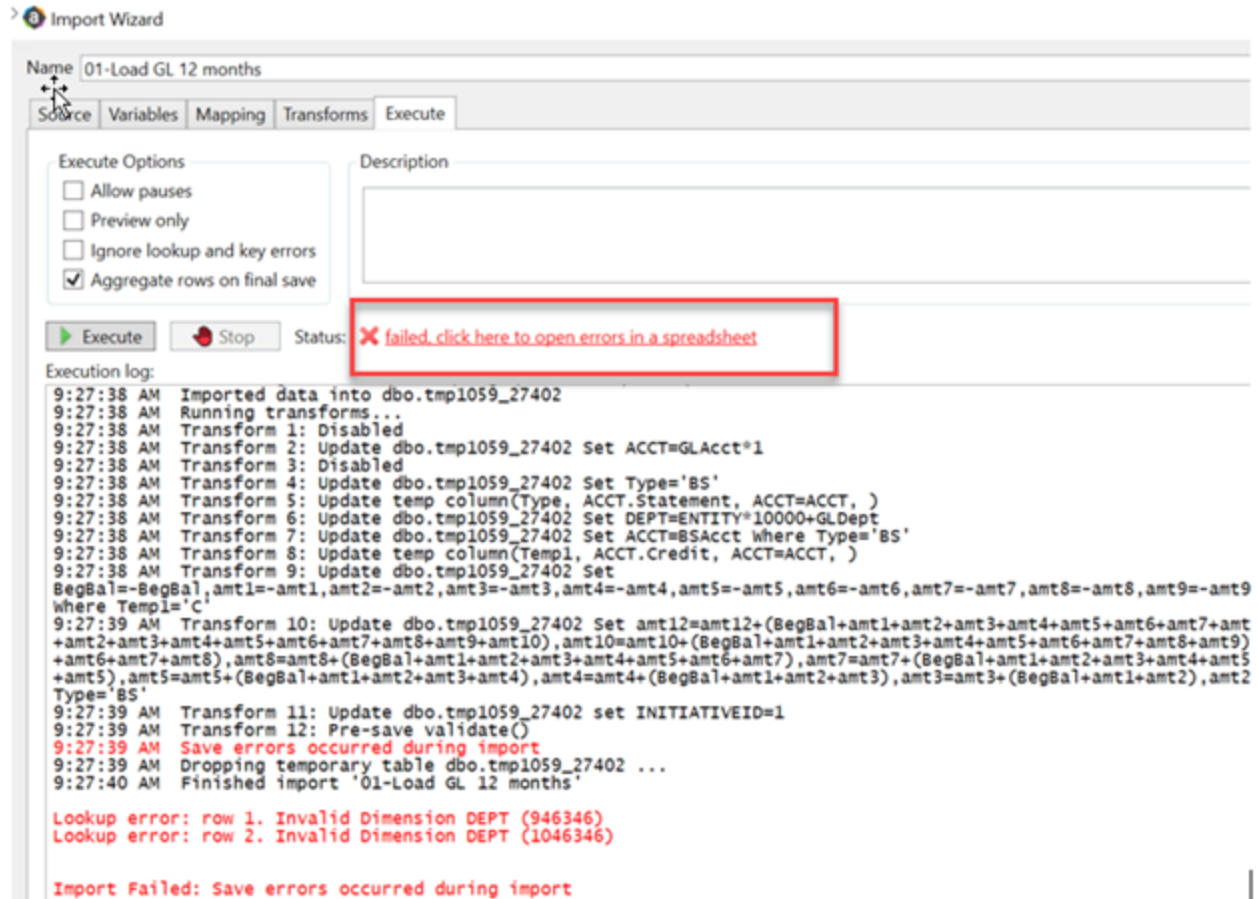 Import Wizard
Name 01-Load GL 12 months
Source Variables Mapping Transforms Execute
Execute Options
Description
Allow pauses
Preview only
Ignore lookup and key errors
Aggregate rows on final save
Execute Stop Status: failed, click here to open errors in a spreadsheet
Execution log:
9:27:38 AM Imported data into dbo.tmp1059_27402
9:27:38 AM Running transforms...
9:27:38 AM Transform 1: Disabled
9:27:38 AM Transform 2: Update dbo.tmp1059_27402 Set ACCT=GLAcct*1
9:27:38 AM Transform 3: Disabled
9:27:38 AM Transform 4: Update dbo.tmp1059_27402 Set Type='BS'
9:27:38 AM Transform 5: Update temp column(Type, ACCT.Statement, ACCT=ACCT, )
9:27:38 AM Transform 6: Update dbo.tmp1059_27402 Set DEPT=ENTITY*10000+GLDept
9:27:38 AM Transform 7: Update dbo.tmp1059_27402 Set ACCT=BSAcct Where Type='BS'
9:27:38 AM Transform 8: Update temp column(Temp1, ACCT.Credit, ACCT=ACCT, )
9:27:38 AM Transform 9: Update dbo.tmp1059_27402 Set
BegBal=-BegBal,amt1=-amt1,amt2=-amt2,amt3=-amt3,amt4=-amt4,amt5=-amt5,amt6=-amt6,amt7=-amt7,amt8=-amt8,amt9=-amt9
Where Temp1='C'
9:27:39 AM Transform 10: Update dbo.tmp1059_27402 Set amt12=amt12+(BegBal+amt1+amt2+amt3+amt4+amt5+amt6+amt7+amt
+amt2+amt3+amt4+amt5+amt6+amt7+amt8+amt9+amt10),amt10=amt10+(BegBal+amt1+amt2+amt3+amt4+amt5+amt6+amt7+amt8+amt9)
+amt6+amt7+amt8),amt8=amt8+(BegBal+amt1+amt2+amt3+amt4+amt5+amt6+amt7),amt7=amt7+(BegBal+amt1+amt2+amt3+amt4+amt5
+amt5),amt5=amt5+(BegBal+amt1+amt2+amt3+amt4),amt4=amt4+(BegBal+amt1+amt2+amt3),amt3=amt3+(BegBal+amt1+amt2),amt2
Type='BS'
9:27:39 AM Transform 11: Update dbo.tmp1059_27402 set INITIATIVEID=1
9:27:39 AM Transform 12: Pre-save validate()
9:27:39 AM Save errors occurred during import
9:27:39 AM Dropping temporary table dbo.tmp1059_27402 ...
9:27:40 AM Finished import '01-Load GL 12 months'
Lookup error: row 1. Invalid Dimension DEPT (946346)
Lookup error: row 2. Invalid Dimension DEPT (1046346)
Import Failed: Save errors occurred during import